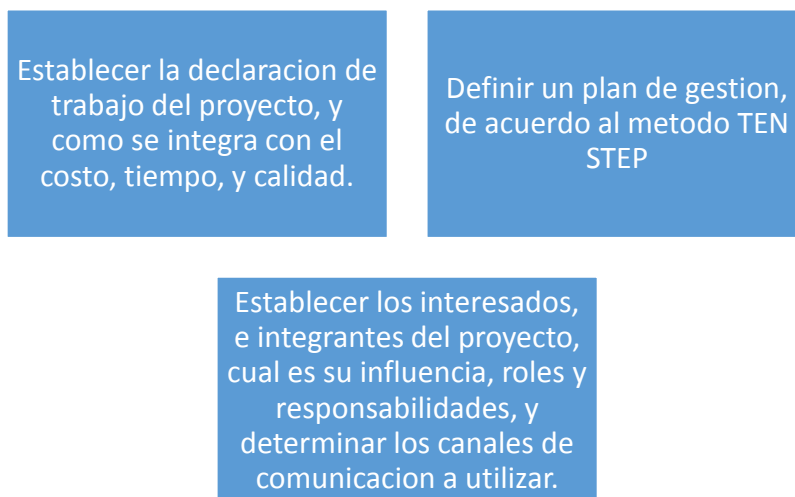 Establecer la declaracion de
trabajo del proyecto, y
como se integra con el
costo, tiempo, y calidad.
Definir un plan de gestion,
de acuerdo al metodo TEN
STEP
Establecer los interesados,
e integrantes del proyecto,
cual es su influencia, roles y
responsabilidades, y
determinar los canales de
comunicacion a utilizar.